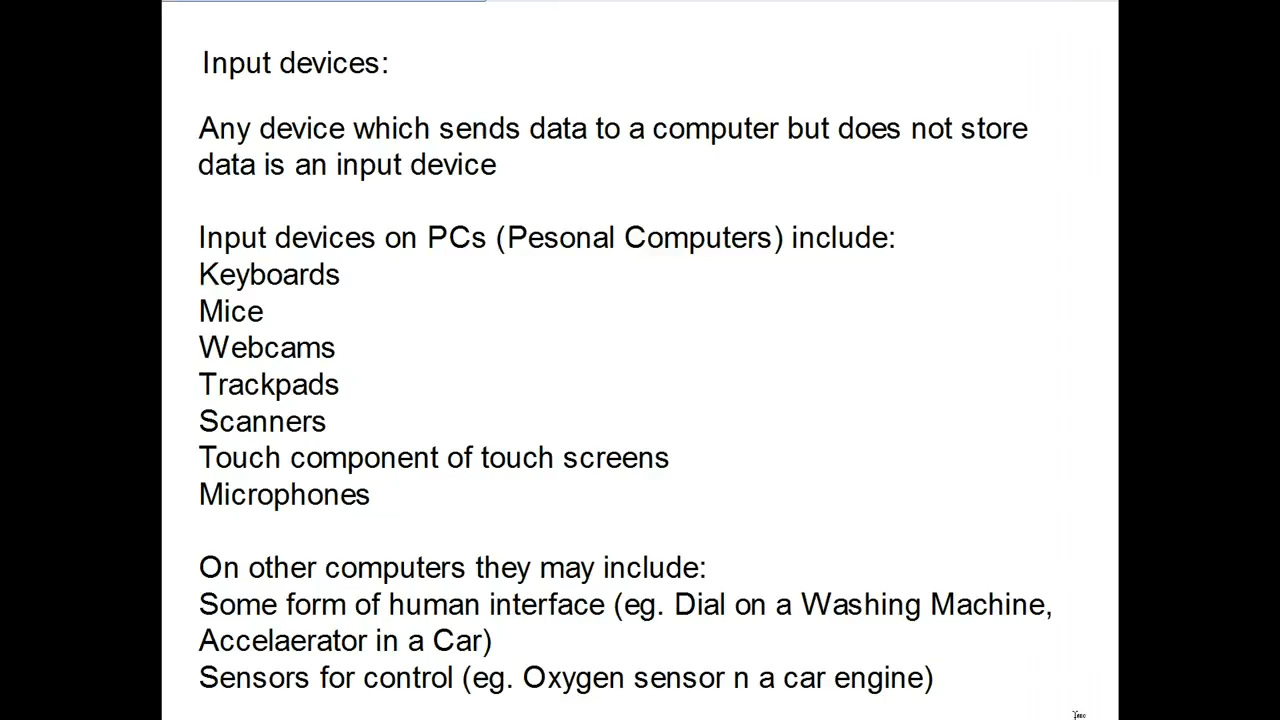 Input devices:
Any device which sends data to a computer but does not store
data is an input device
Input devices on PCs (Pesonal Computers) include:
Keyboards
Mice
Webcams
Trackpads
Scanners
Touch component of touch screens
Microphones
On other computers they may include:
Some form of human interface (eg. Dial on a Washing Machine,
Accelaerator in a Car)
Sensors for control (eg. Oxygen sensor n a car engine)